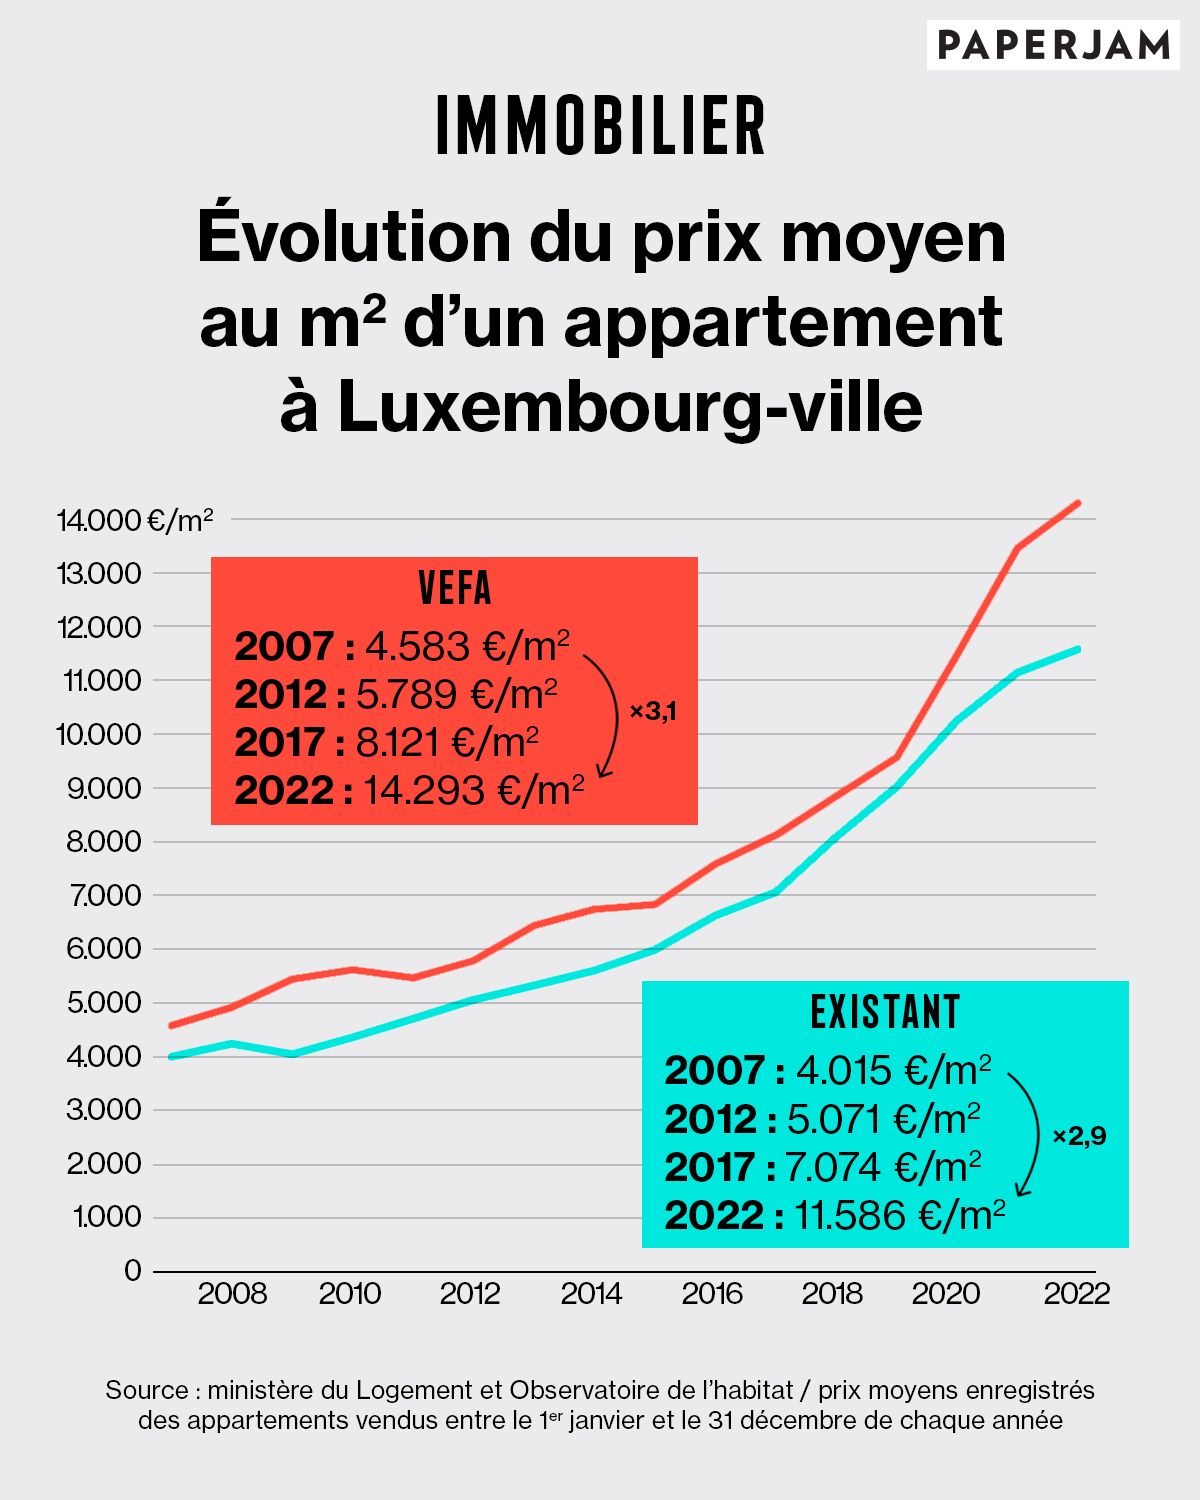 PAPERJAM
IMMOBILIER
Évolution du prix moyen
au m² d’un appartement
à Luxembourg-ville
14.000 €/m²
13.000
12.000
11.000
10.000
9.000
8.000
7.000
6.000
5.000
4.000
3.000
2.000
1.000
0
VEFA
2007 : 4.583 €/m²
2012 : 5.789 €/m²
2017 : 8.121 €/m²
2022 : 14.293 €/m²
×3,1
EXISTANT
2007 : 4.015 €/m²
2012 : 5.071 €/m²
2017 : 7.074 €/m²
2022 : 11.586 €/m²
×2,9
2008 2010 2012 2014 2016 2018 2020 2022
Source : ministère du Logement et Observatoire de l’habitat / prix moyens enregistrés
des appartements vendus entre le 1er janvier et le 31 décembre de chaque année